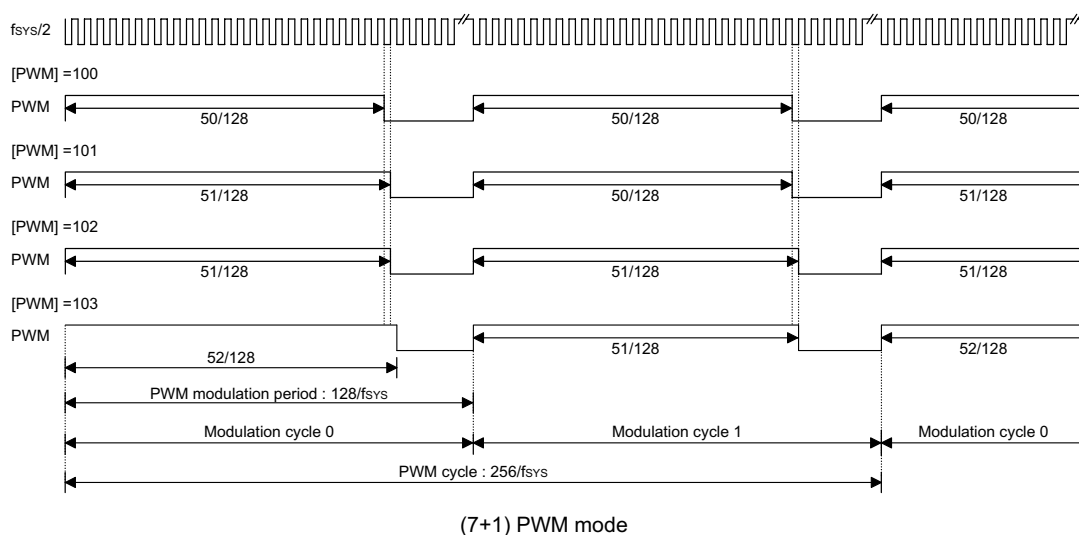 fSYS/2
[PWM] =100
PWM
50/128 50/128 50/128
[PWM] =101
PWM
51/128 50/128 51/128
[PWM] =102
PWM
51/128 51/128 51/128
[PWM] =103
PWM
52/128 51/128 52/128
PWM modulation period : 128/fSYS
Modulation cycle 0 Modulation cycle 1 Modulation cycle 0
PWM cycle : 256/fSYS
(7+1) PWM mode